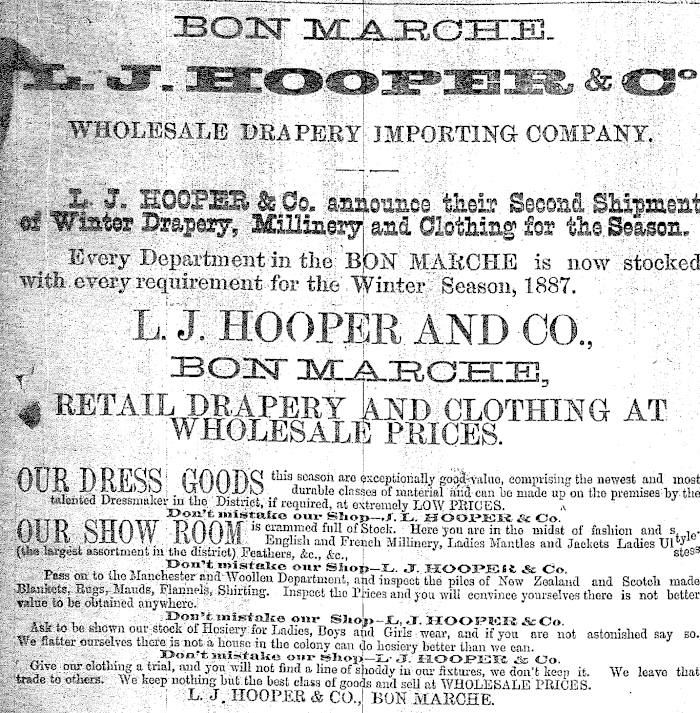 BON MARCHE.
L. J. HOOPER & Co
WHOLESALE DRAPERY IMPORTING COMPANY.
L. J. HOOPER & Co. announce their Second Shipment
of Winter Drapery, Millinery and Clothing for the Season.
Every Department in the BON MARCHE is now stocked
with every requirement for the Winter Season, 1887.
L. J. HOOPER AND CO.,
BON MARCHE,
RETAIL DRAPERY AND CLOTHING AT
WHOLESALE PRICES.
OUR DRESS GOODS this season are exceptionally good value, comprising the newest and most
durable classes of material and can be made up on the premises by the
talented Dressmaker in the District, if required, at extremely LOW PRICES.
Don't mistake our Shop—J. L. HOOPER & Co.
OUR SHOW ROOM is crammed full of Stock. Here you are in the midst of fashion and style
English and French Millinery, Ladies Mantles and Jackets Ladies Ulstess
(the largest assortment in the district) Feathers, &c., &c.,
Don't mistake our Shop—L. J. HOOPER & Co.
Pass on to the Manchester and Woollen Department, and inspect the piles of New Zealand and Scotch made
Blankets, Rugs, Mauds, Flannels, Shirting. Inspect the Prices and you will convince yourselves there is not better
value to be obtained anywhere.
Don't mistake our Shop—L. J. HOOPER & Co.
Ask to be shown our stock of Hosiery for Ladies, Boys and Girls wear, and if you are not astonished say so.
We flatter ourselves there is not a house in the colony can do hosiery better than we can.
Don't mistake our Shop—L. J. HOOPER & Co.
Give our clothing a trial, and you will not find a line of shoddy in our fixtures, we don't keep it. We leave that
trade to others. We keep nothing but the best class of goods and sell at WHOLESALE PRICES.
L. J. HOOPER & CO., BON MARCHE.